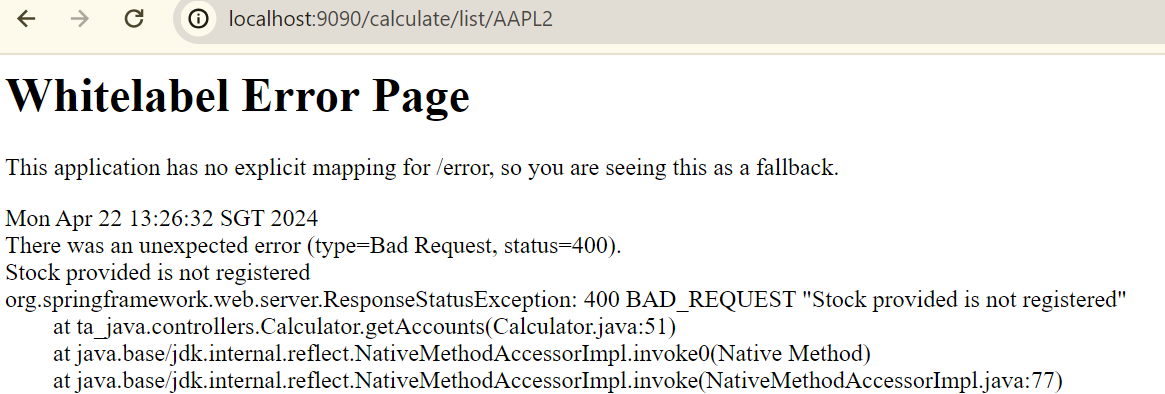 localhost:9090/calculate/list/AAPL2
Whitelabel Error Page
This application has no explicit mapping for /error, so you are seeing this as a fallback.
Mon Apr 22 13:26:32 SGT 2024
There was an unexpected error (type=Bad Request, status=400).
Stock provided is not registered
org.springframework.web.server.ResponseStatusException: 400 BAD_REQUEST "Stock provided is not registered"
at ta_java.controllers.Calculator.getAccounts(Calculator.java:51)
at java.base/jdk.internal.reflect.NativeMethodAccessorImpl.invoke0(Native Method)
at java.base/jdk.internal.reflect.NativeMethodAccessorImpl.invoke(NativeMethodAccessorImpl.java:77)